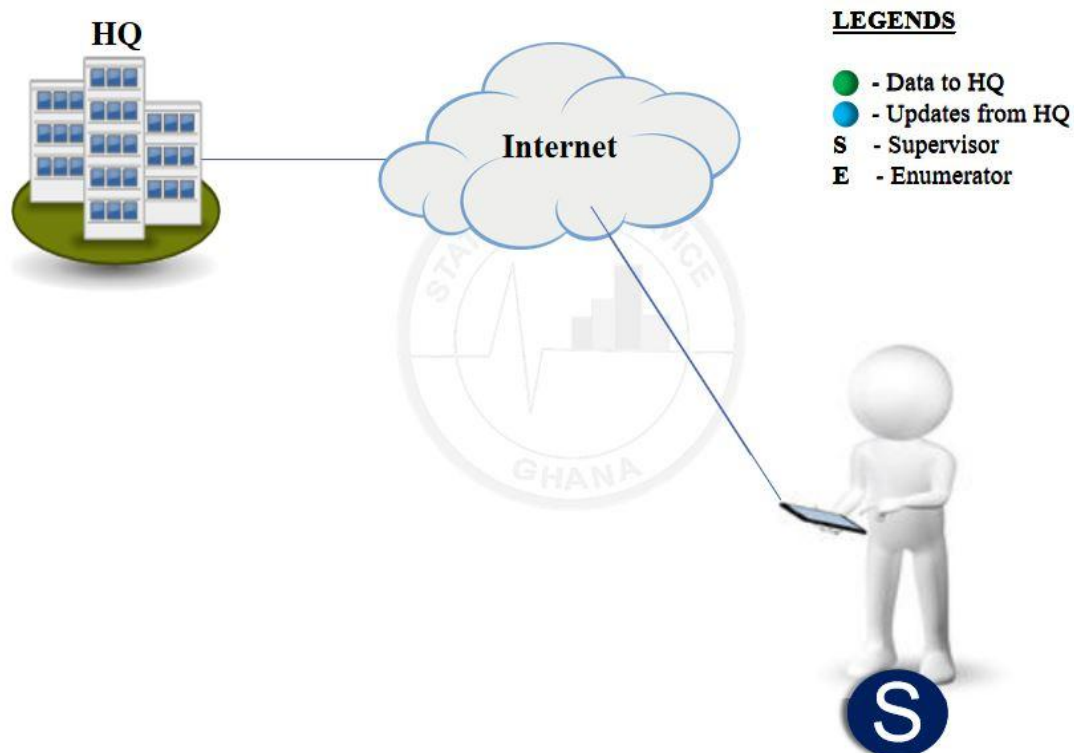 HQ
Internet
LEGENDS
- Data to HQ
- Updates from HQ
S - Supervisor
E - Enumerator
GHANA
S